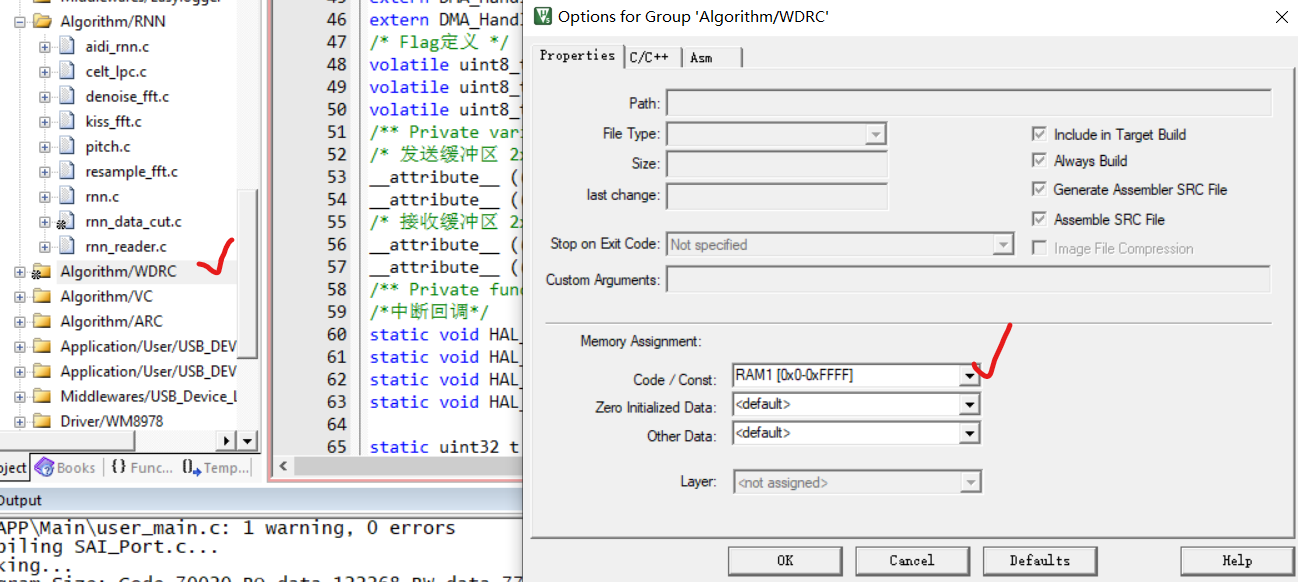 Algorithm/RNN
aidi_rnn.c
celt_lpc.c
denoise_fft.c
kiss_fft.c
pitch.c
resample_fft.c
rnn.c
rnn_data_cut.c
rnn_reader.c
Algorithm/WDRC
Algorithm/VC
Algorithm/ARC
Application/User/USB_DEV
Application/User/USB_DEV
Middlewares/USB_Device_L
Driver/WM8978
oject
Books
{} Func...
Temp...
46 extern DMA_Handl
47 /* Flag定义 */
48 volatile uint8_t
49 volatile uint8_t
50 volatile uint8_t
51 /** Private vari
52 /* 发送缓冲区 2x
53 __attribute__ ((
54 __attribute__ ((
55 /* 接收缓冲区 2x
56 __attribute__ ((
57 __attribute__ ((
58 /** Private func
59 /*中断回调*/
60 static void HAL_
61 static void HAL_
62 static void HAL_
63 static void HAL_
64
65 static uint32_t
Output
APP\Main\user_main.c: 1 warning, 0 errors
piling SAI_Port.c...
king...
Options for Group 'Algorithm/WDRC'
Properties
C/C++
Asm
Path:
File Type:
Size:
last change:
Stop on Exit Code: Not specified
Custom Arguments:
Include in Target Build
Always Build
Generate Assembler SRC File
Assemble SRC File
Image File Compression
Memory Assignment:
Code / Const: RAM1 [0x0-0xFFFF]
Zero Initialized Data: <default>
Other Data: <default>
Layer: <not assigned>
OK
Cancel
Defaults
Help